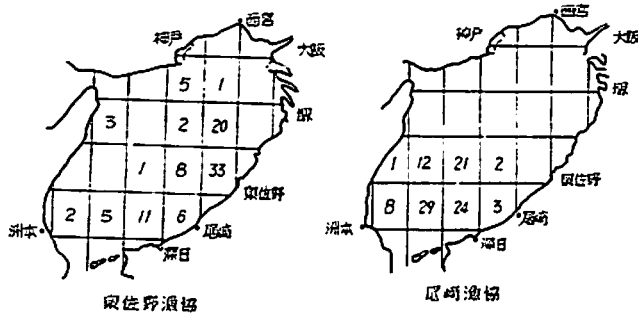 西宮
神戸
大阪
5 1
堺
3 2 20
1 8 33
泉佐野
2 5 11 6
洲本
尾崎
深日
泉佐野漁協
西宮
神戸
大阪
堺
1 12 21 2
泉佐野
8 29 24 3
洲本
尾崎
深日
尾崎漁協